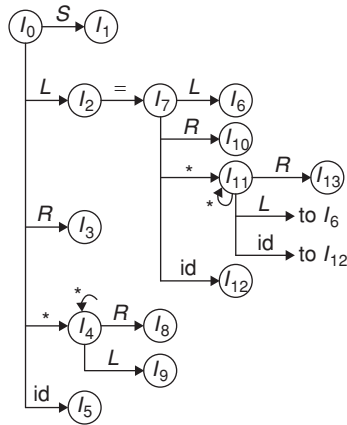 I0 S I1
L I2 = I7 L I6
R I10
* I11 R I13
* L to I6
R I3
id to I12
id I12
*
* I4 R I8
L I9
id I5